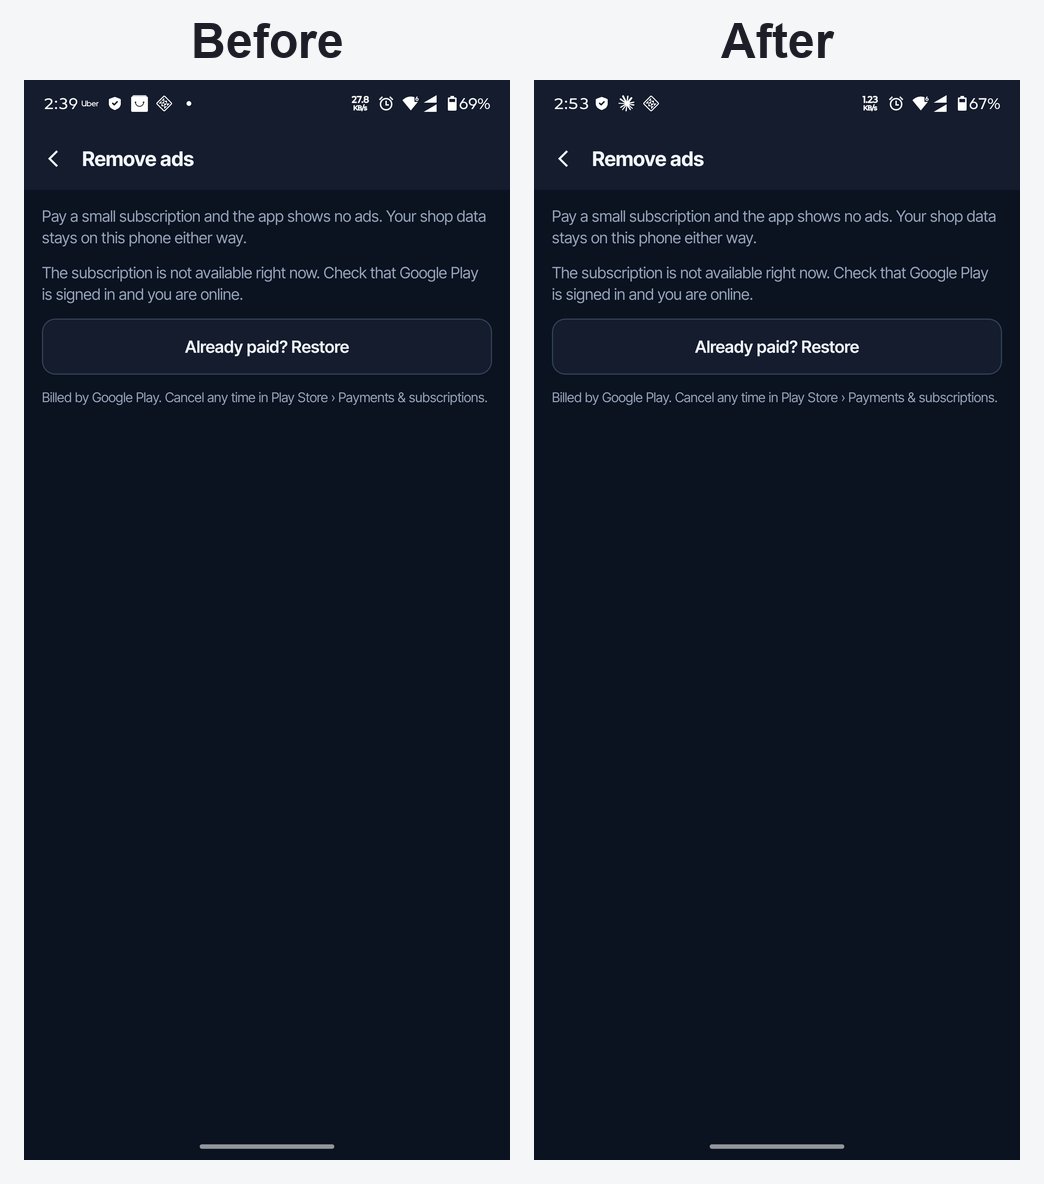 Before
After
2:39 Uber 27.8 KB/s 69%
Remove ads
Pay a small subscription and the app shows no ads. Your shop data
stays on this phone either way.
The subscription is not available right now. Check that Google Play
is signed in and you are online.
Already paid? Restore
Billed by Google Play. Cancel any time in Play Store › Payments & subscriptions.
2:53 1.23 KB/s 67%
Remove ads
Pay a small subscription and the app shows no ads. Your shop data
stays on this phone either way.
The subscription is not available right now. Check that Google Play
is signed in and you are online.
Already paid? Restore
Billed by Google Play. Cancel any time in Play Store › Payments & subscriptions.